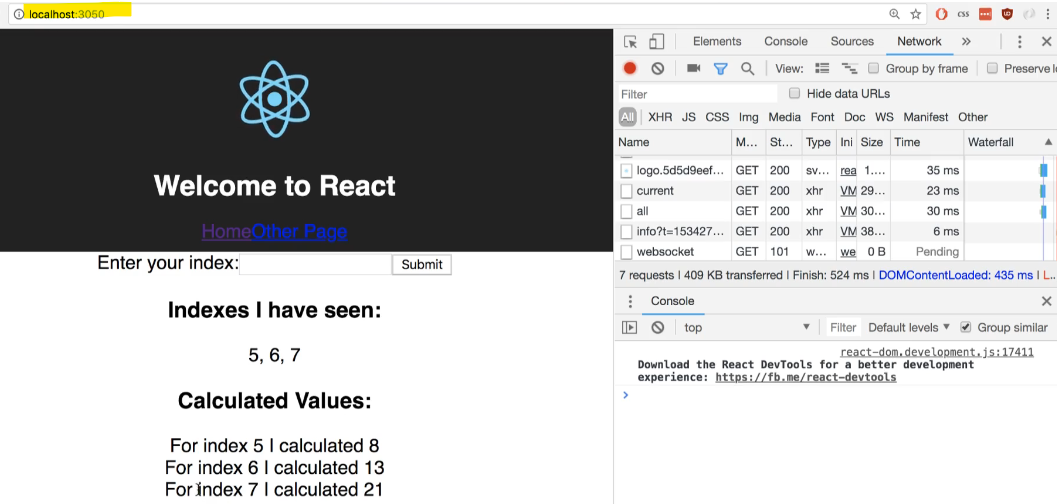 localhost:3050
css
Elements Console Sources Network »
View: Group by frame Preserve lo
Filter Hide data URLs
All XHR JS CSS Img Media Font Doc WS Manifest Other
Name M... St... Type Ini Size Time Waterfall
logo.5d5d9eef... GET 200 sv... rea 1.... 35 ms
current GET 200 xhr VM 29... 23 ms
all GET 200 xhr VM 30... 30 ms
info?t=153427... GET 200 xhr VM 38... 6 ms
websocket GET 101 w... we 0 B Pending
7 requests | 409 KB transferred | Finish: 524 ms | DOMContentLoaded: 435 ms | L...
Console
top Filter Default levels Group similar
react-dom.development.js:17411
Download the React DevTools for a better development
experience: https://fb.me/react-devtools
Welcome to React
HomeOther Page
Enter your index: Submit
Indexes I have seen:
5, 6, 7
Calculated Values:
For index 5 I calculated 8
For index 6 I calculated 13
For index 7 I calculated 21